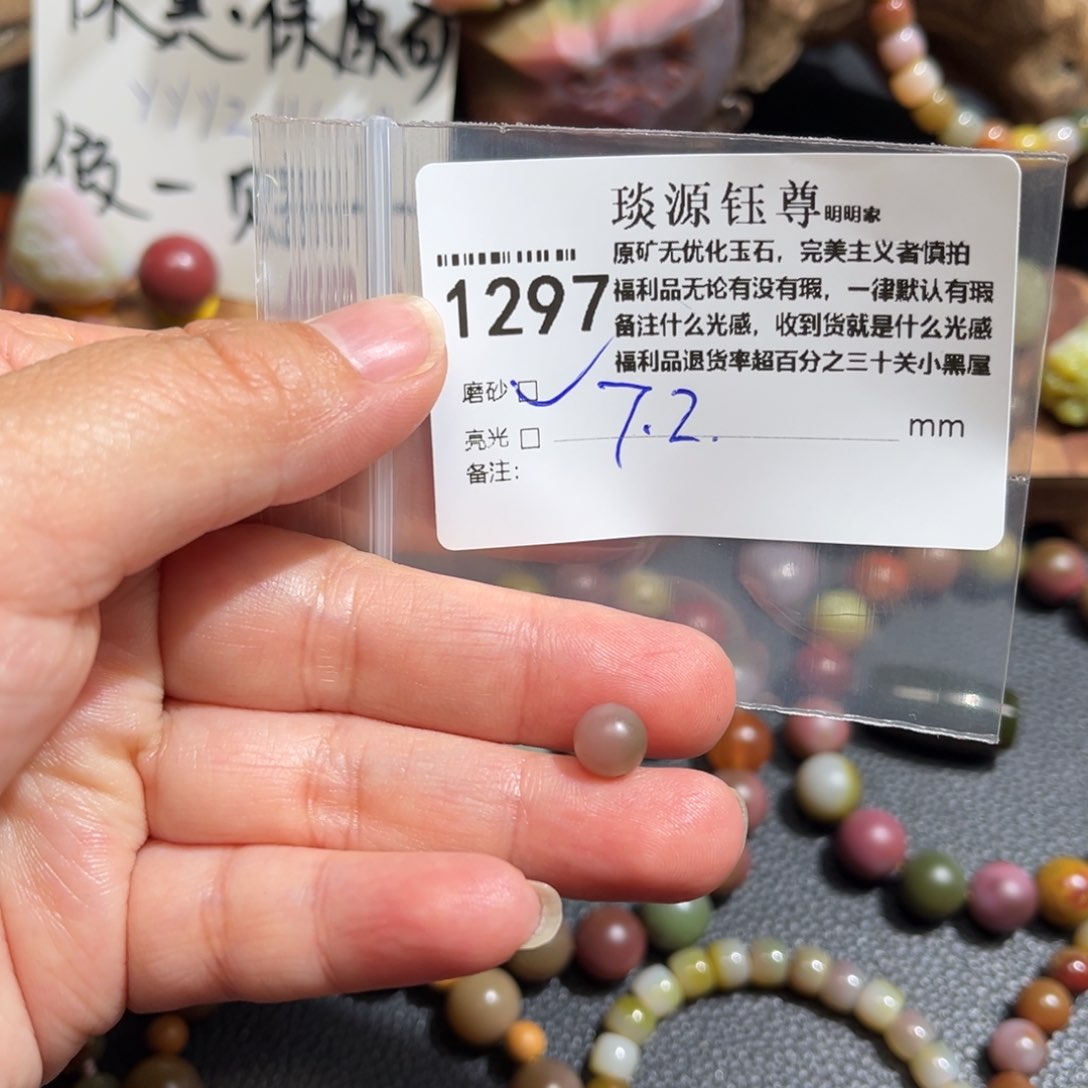 保真·保原矿
假一
琰源钰尊明明家
原矿无优化玉石，完美主义者慎拍
1297
福利品无论有没有瑕，一律默认有瑕
备注什么光感，收到货就是什么光感
福利品退货率超百分之三十关小黑屋
磨砂
7.2.
亮光
mm
备注：